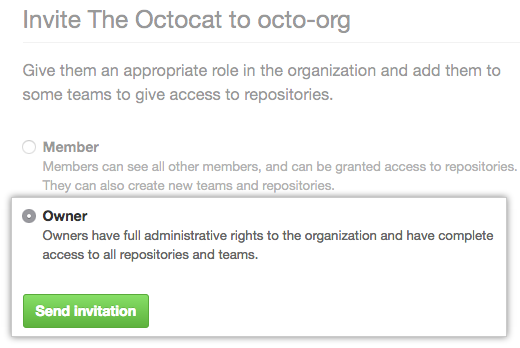 Invite The Octocat to octo-org
Give them an appropriate role in the organization and add them to
some teams to give access to repositories.
Member
Members can see all other members, and can be granted access to repositories.
They can also create new teams and repositories.
Owner
Owners have full administrative rights to the organization and have complete
access to all repositories and teams.
Send invitation